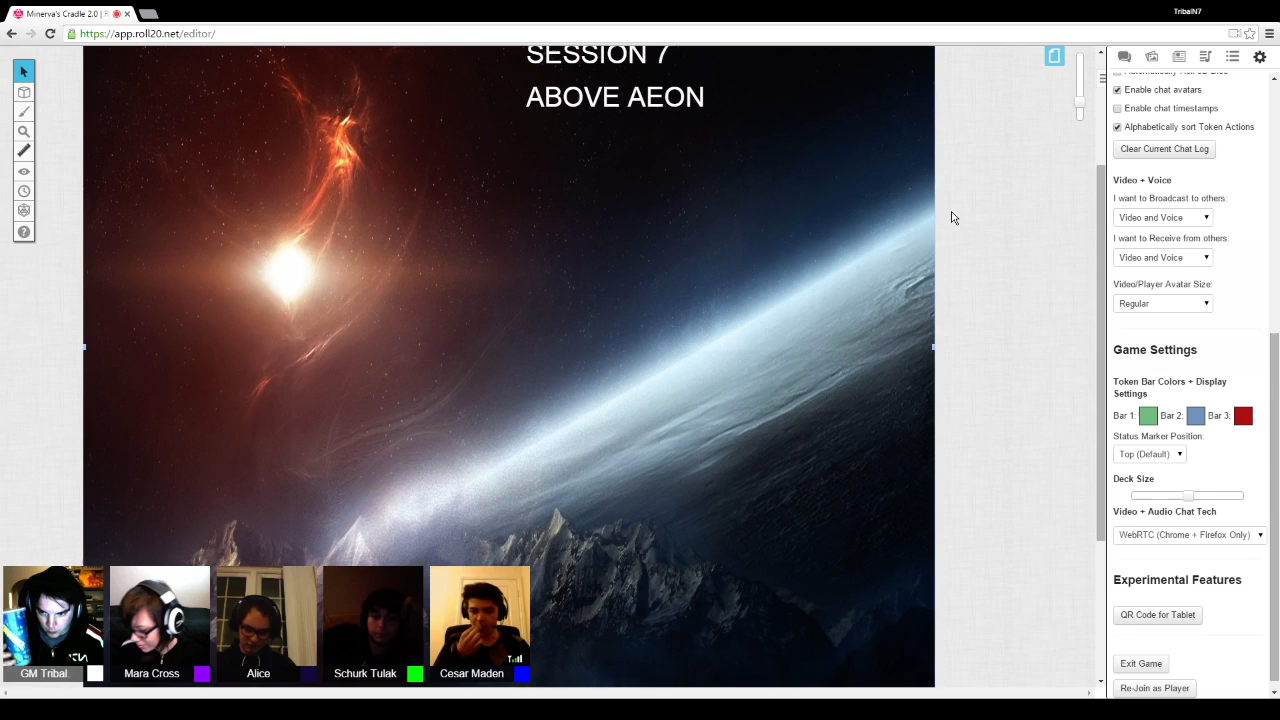 TribalN7
Minerva's Cradle 2.0 |
https://app.roll20.net/editor/
SESSION 7
ABOVE AEON
Enable chat avatars
Enable chat timestamps
Alphabetically sort Token Actions
Clear Current Chat Log
Video + Voice
I want to Broadcast to others:
Video and Voice
I want to Receive from others:
Video and Voice
Video/Player Avatar Size:
Regular
Game Settings
Token Bar Colors + Display
Settings
Bar 1: Bar 2: Bar 3:
Status Marker Position:
Top (Default)
Deck Size
Video + Audio Chat Tech
WebRTC (Chrome + Firefox Only)
Experimental Features
QR Code for Tablet
Exit Game
Re-Join as Player
GM Tribal
Mara Cross
Alice
Schurk Tulak
Cesar Maden